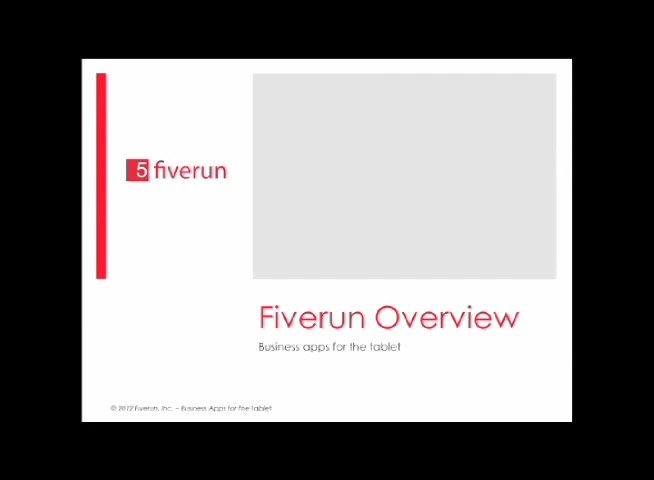 5 fiverun
Fiverun Overview
Business apps for the tablet
© 2012 Fiverun, Inc. – Business Apps for the Tablet